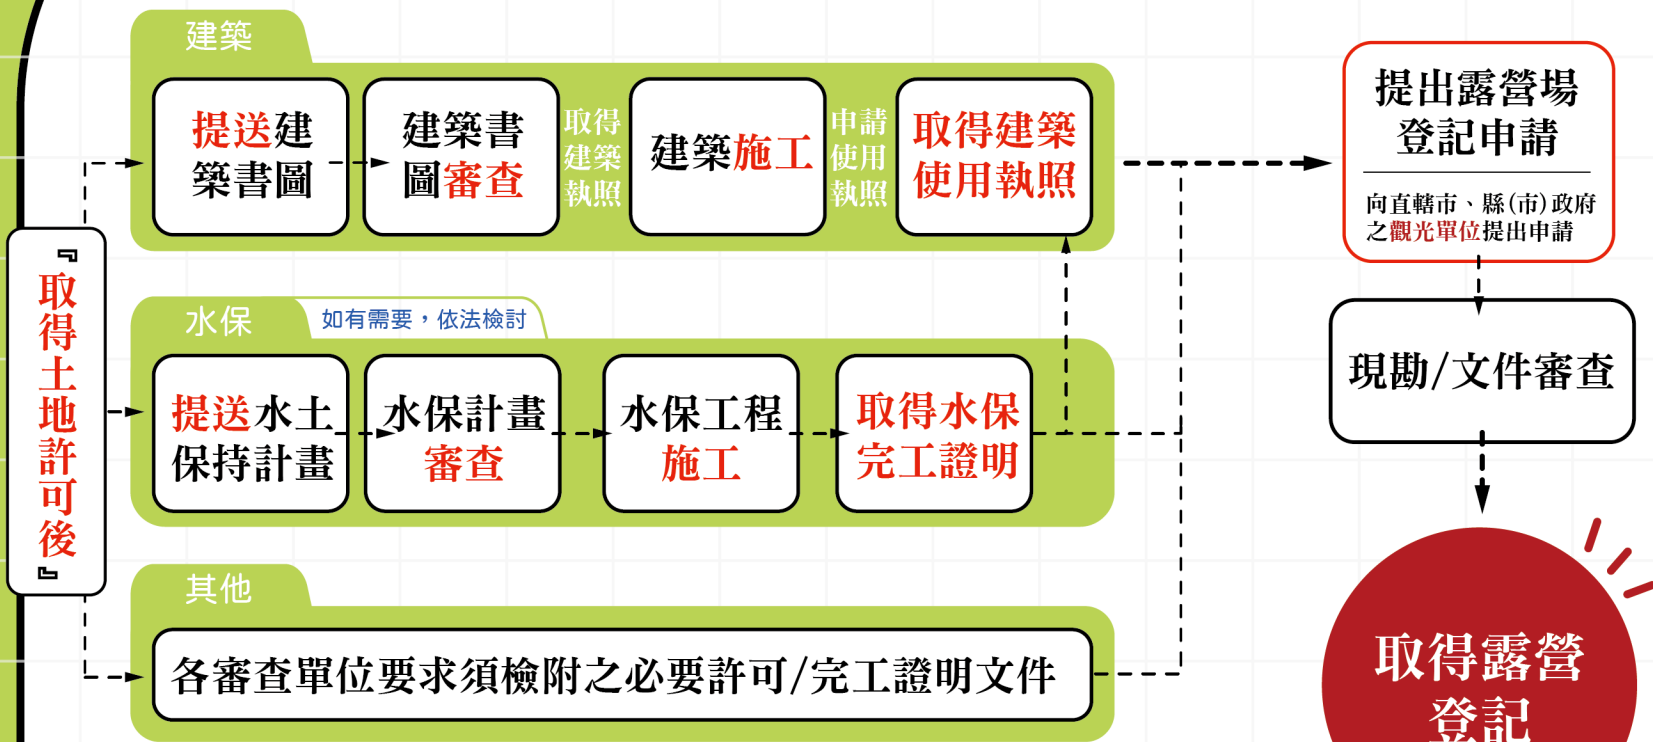 『取得土地許可後』
建築
提送建
築書圖
建築書
圖審查
取得
建築
執照
建築施工
申請
使用
執照
取得建築
使用執照
水保
如有需要，依法檢討
提送水土
保持計畫
水保計畫
審查
水保工程
施工
取得水保
完工證明
其他
各審查單位要求須檢附之必要許可/完工證明文件
提出露營場
登記申請
向直轄市、縣(市)政府
之觀光單位提出申請
現勘/文件審查
取得露營
登記